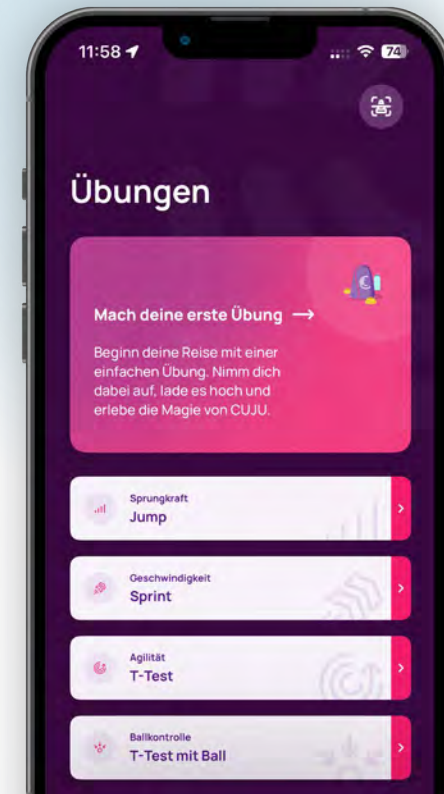 11:58
74
Übungen
Mach deine erste Übung →
Beginn deine Reise mit einer
einfachen Übung. Nimm dich
dabei auf, lade es hoch und
erlebe die Magie von CUJU.
Sprungkraft
Jump
Geschwindigkeit
Sprint
Agilität
T-Test
Ballkontrolle
T-Test mit Ball